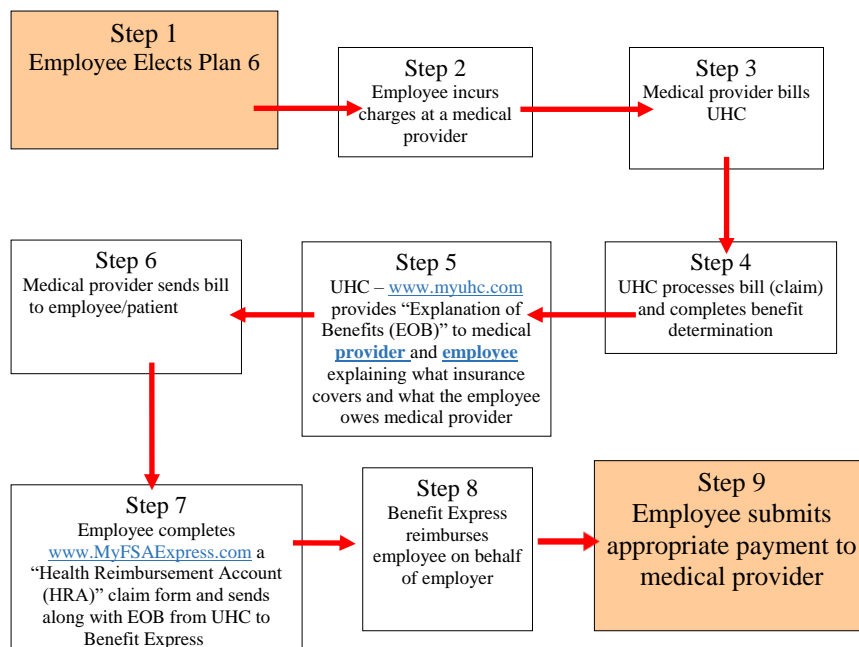 Step 1
Employee Elects Plan 6
Step 2
Employee incurs
charges at a medical
provider
Step 3
Medical provider bills
UHC
Step 4
UHC processes bill (claim)
and completes benefit
determination
Step 5
UHC – www.myuhc.com
provides “Explanation of
Benefits (EOB)” to medical
provider and employee
explaining what insurance
covers and what the employee
owes medical provider
Step 6
Medical provider sends bill
to employee/patient
Step 7
Employee completes
www.MyFSAExpress.com a
“Health Reimbursement Account
(HRA)” claim form and sends
along with EOB from UHC to
Benefit Express
Step 8
Benefit Express
reimburses
employee on behalf
of employer
Step 9
Employee submits
appropriate payment to
medical provider